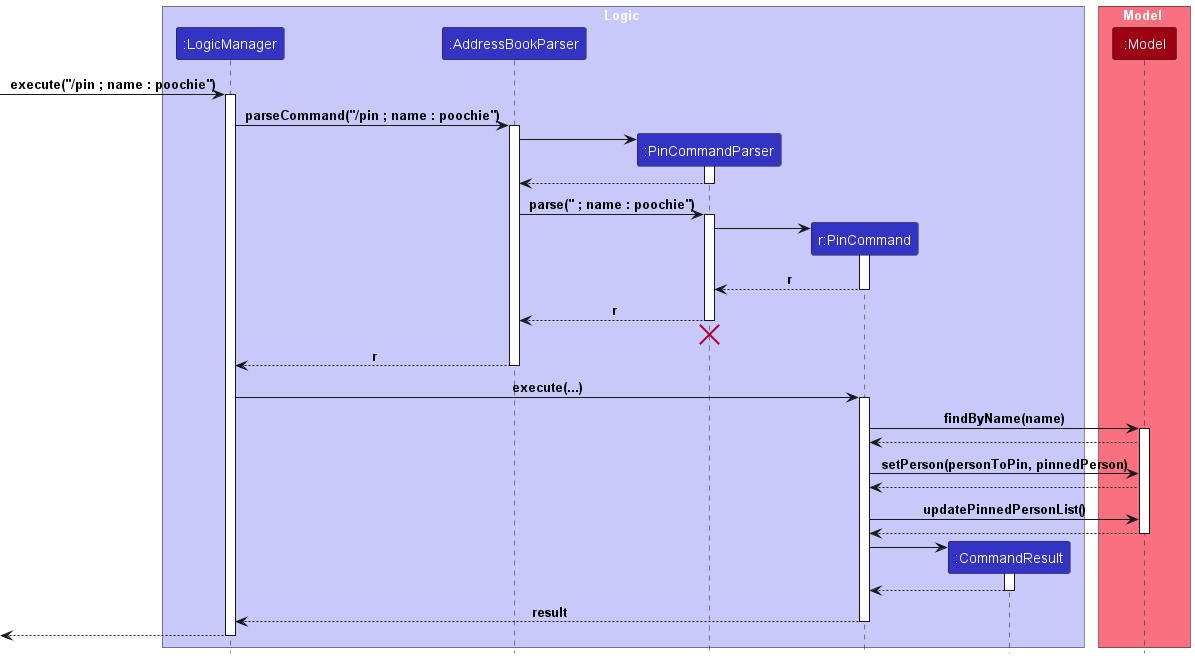 Logic
Model
:LogicManager
:AddressBookParser
:Model
execute("/pin ; name : poochie")
parseCommand("/pin ; name : poochie")
:PinCommandParser
parse(" ; name : poochie")
r:PinCommand
r
r
r
execute(...)
findByName(name)
setPerson(personToPin, pinnedPerson)
updatePinnedPersonList()
:CommandResult
result